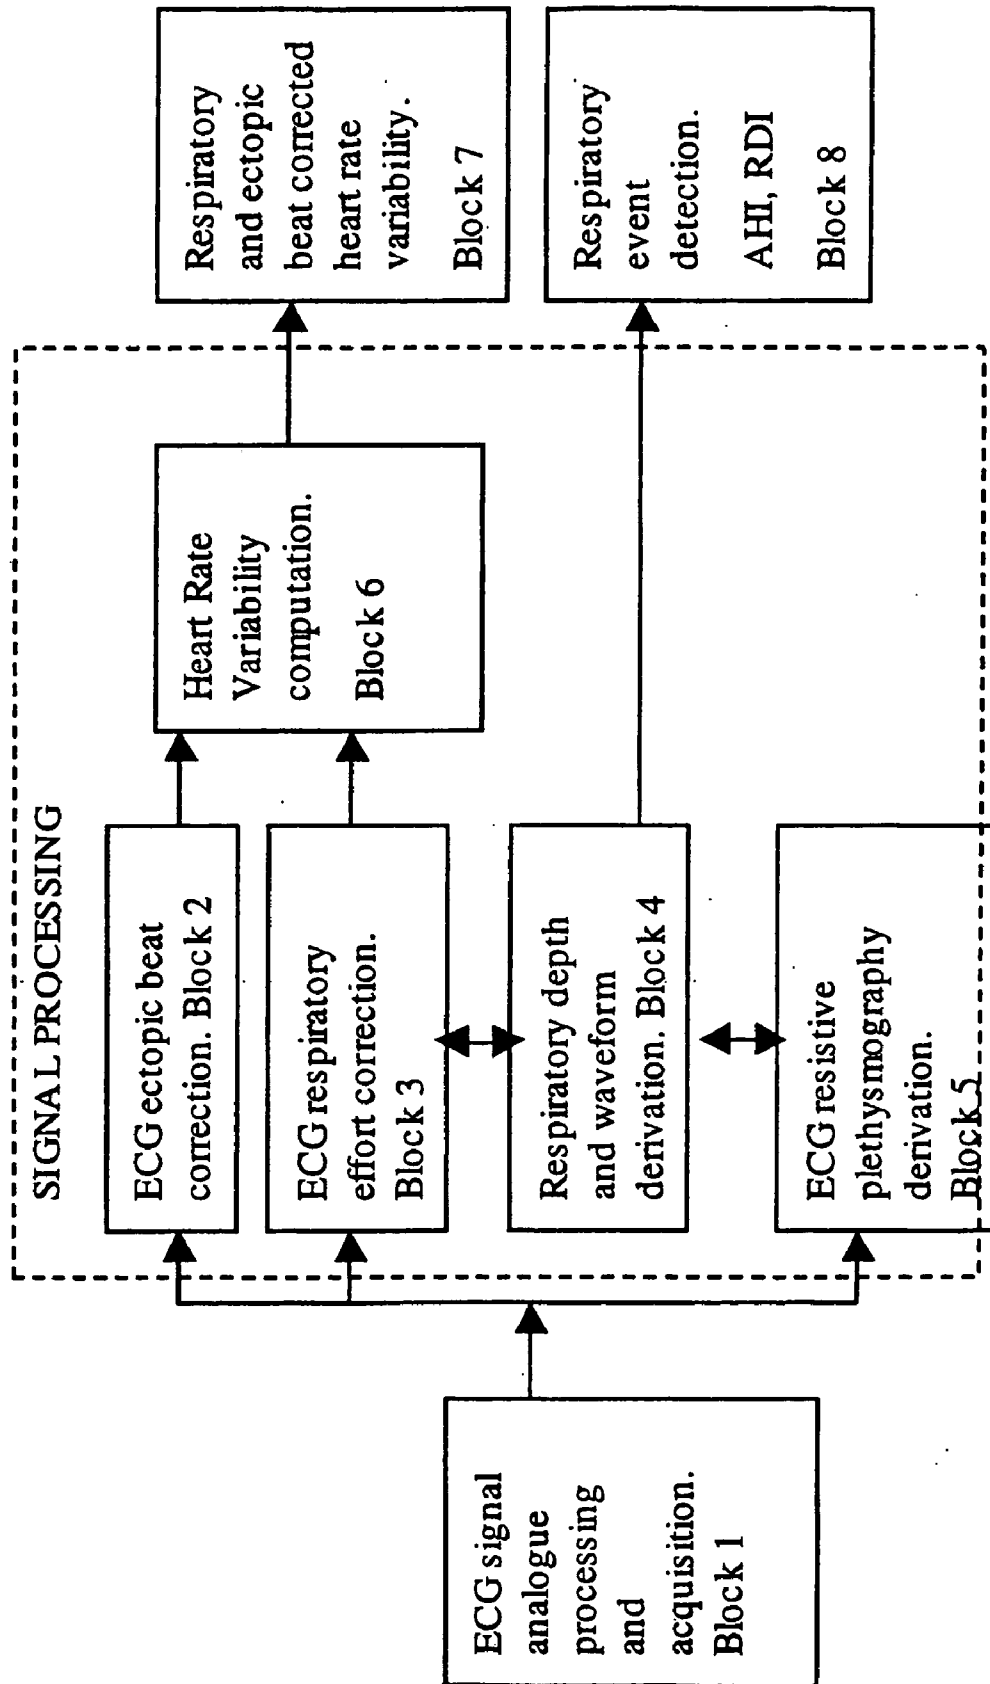 SIGNAL PROCESSING
ECG signal
analogue
processing
and
acquisition.
Block 1
ECG ectopic beat
correction. Block 2
ECG respiratory
effort correction.
Block 3
Respiratory depth
and waveform
derivation. Block 4
ECG resistive
plethysmography
derivation.
Block 5
Heart Rate
Variability
computation.
Block 6
Respiratory
and ectopic
beat corrected
heart rate
variability.
Block 7
Respiratory
event
detection.
AHI, RDI
Block 8